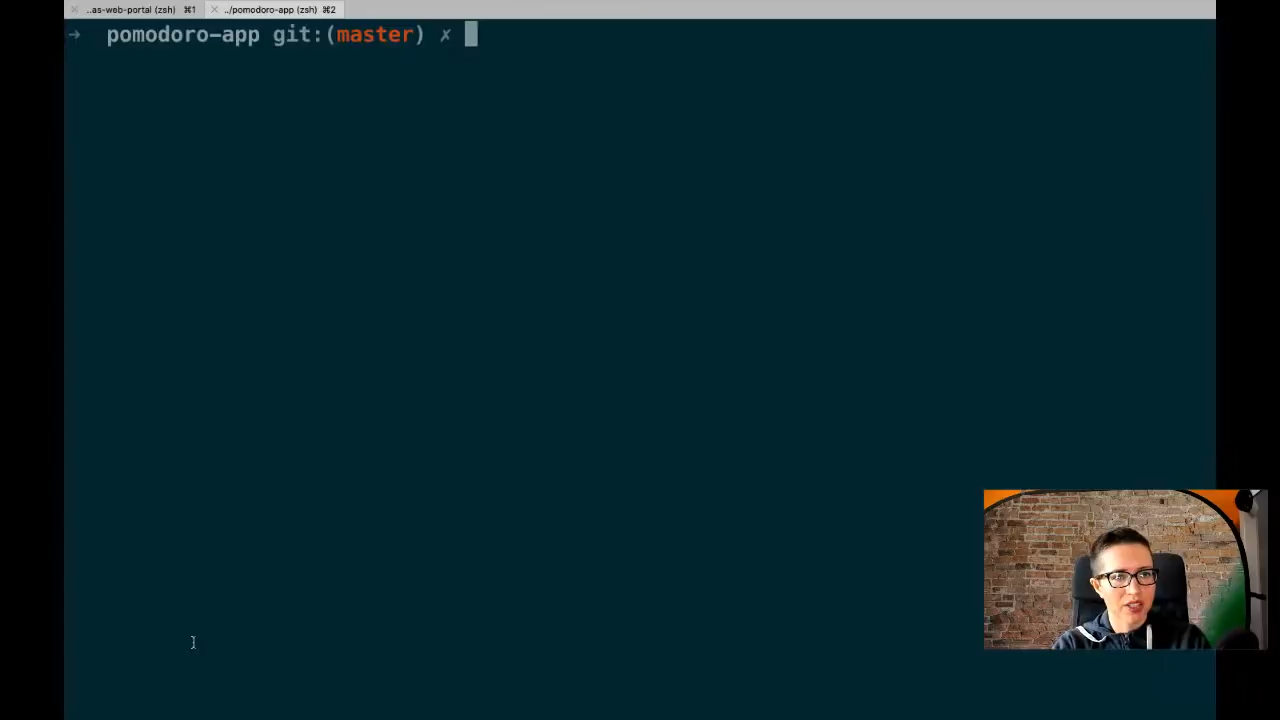 ..as-web-portal (zsh) ⌘1 ../pomodoro-app (zsh) ⌘2
→ pomodoro-app git:(master) ✗